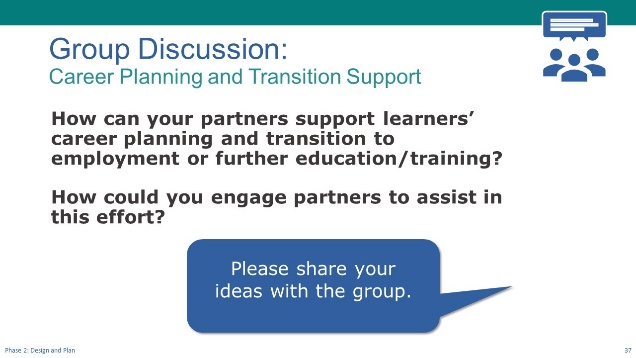 Group Discussion:
Career Planning and Transition Support
How can your partners support learners’
career planning and transition to
employment or further education/training?
How could you engage partners to assist in
this effort?
Please share your
ideas with the group.
Phase 2: Design and Plan
37